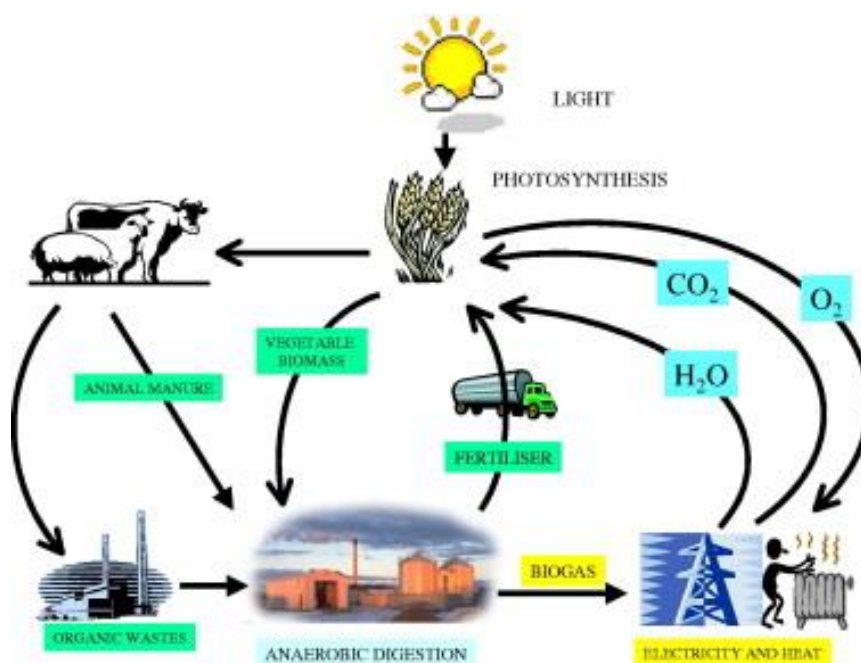 LIGHT
PHOTOSYNTHESIS
CO₂
O₂
VEGETABLE
BIOMASS
H₂O
ANIMAL MANURE
FERTILISER
BIOGAS
ORGANIC WASTES
ANAEROBIC DIGESTION
ELECTRICITY AND HEAT